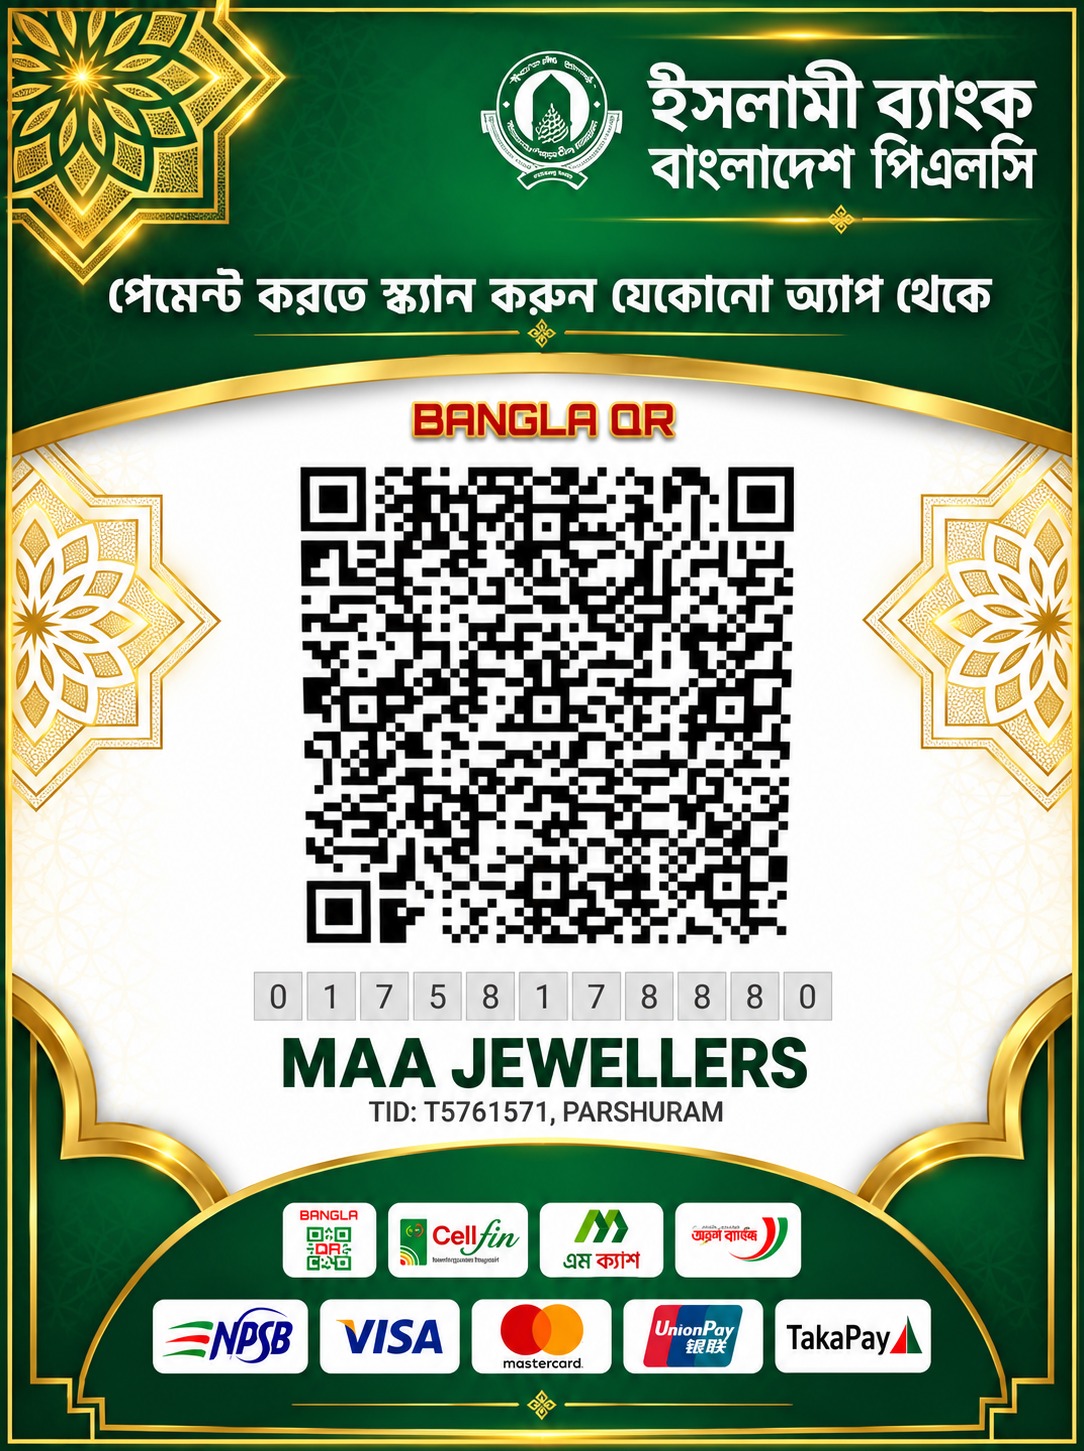 ইসলামী ব্যাংক
বাংলাদেশ পিএলসি
পেমেন্ট করতে স্ক্যান করুন যেকোনো অ্যাপ থেকে
BANGLA QR
01758178880
MAA JEWELLERS
TID: T5761571, PARSHURAM
BANGLA
QR
Cellfin
এম ক্যাশ
NPSB
VISA
mastercard
UnionPay
银联
TakaPay